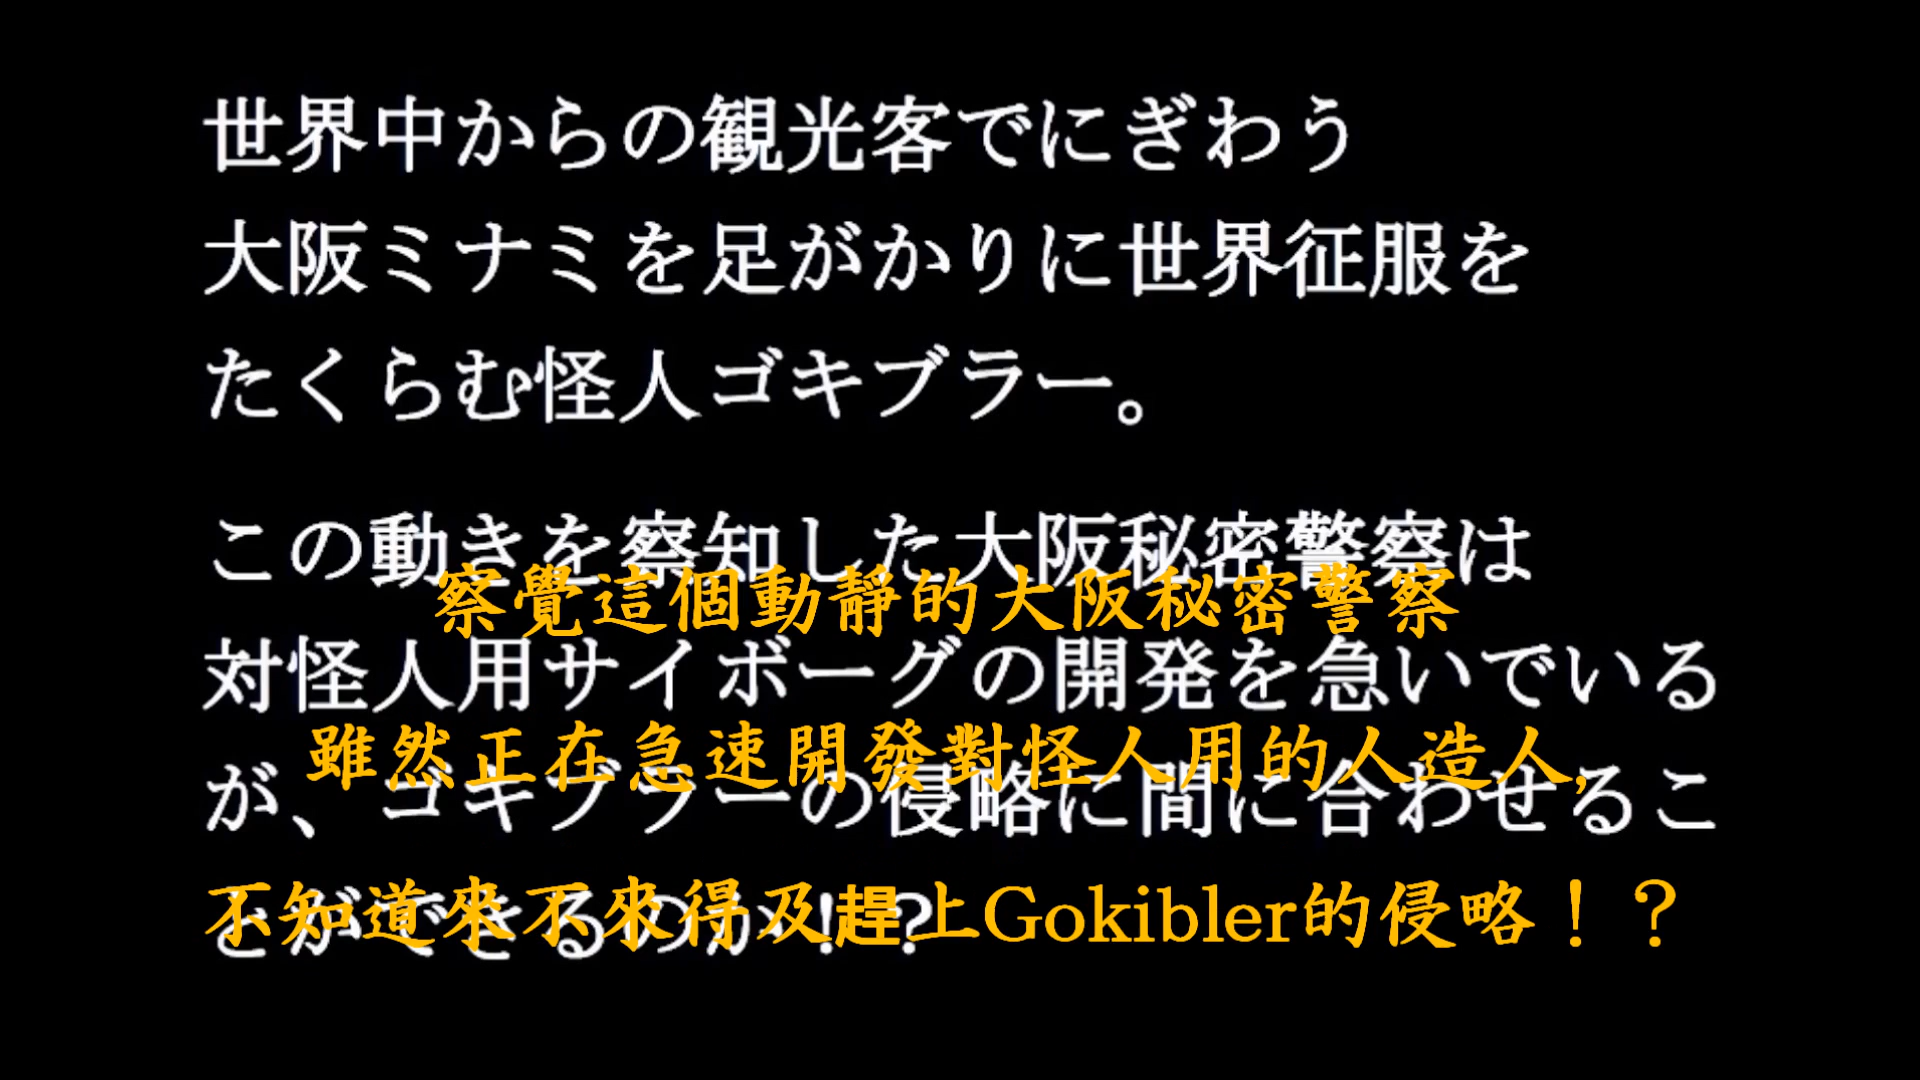 世界中からの観光客でにぎわう
大阪ミナミを足がかりに世界征服を
たくらむ怪人ゴキブラー。
この動きを察知した大阪秘密警察は
察覺這個動靜的大阪秘密警察
対怪人用サイボーグの開発を急いでいる
雖然正在急速開發對怪人用的人造人,
が、ゴキブラーの侵略に間に合わせるこ
とができるのか！？
不知道來不來得及趕上Gokibler的侵略！？